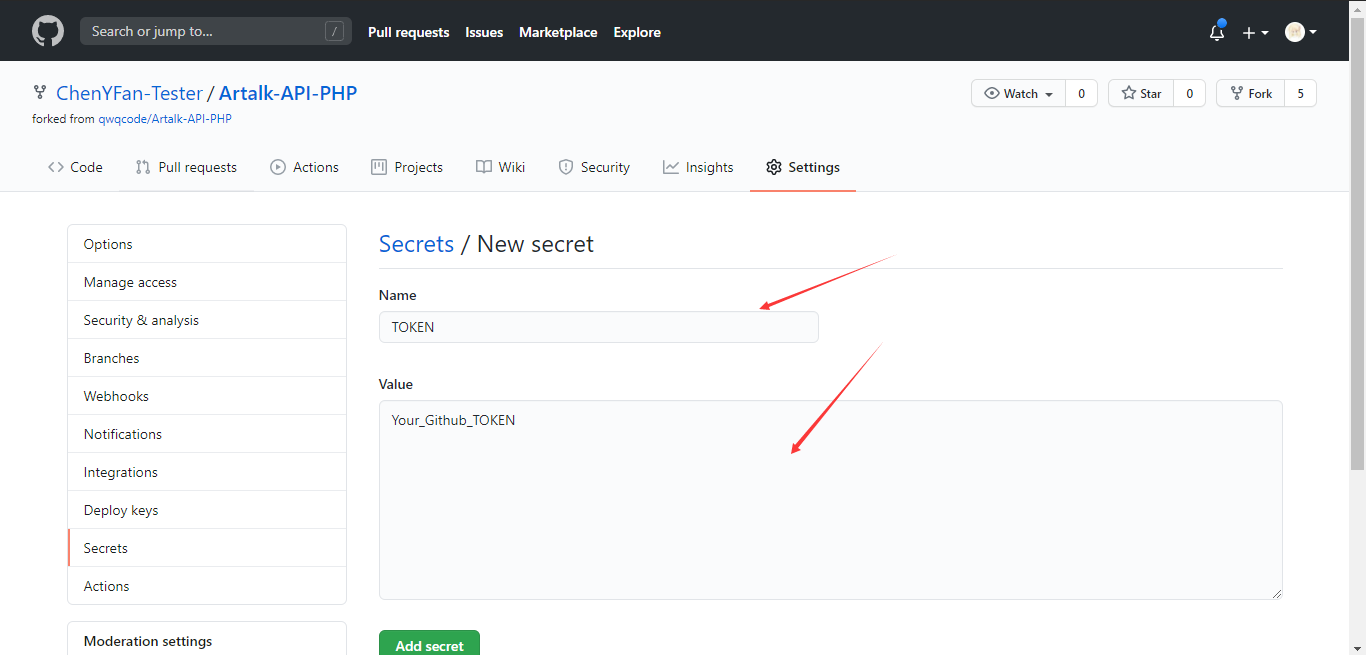 Search or jump to... /
Pull requests Issues Marketplace Explore
ChenYFan-Tester / Artalk-API-PHP
forked from qwqcode/Artalk-API-PHP
Watch 0 Star 0 Fork 5
Code Pull requests Actions Projects Wiki Security Insights Settings
Options
Manage access
Security & analysis
Branches
Webhooks
Notifications
Integrations
Deploy keys
Secrets
Actions
Moderation settings
Secrets / New secret
Name
TOKEN
Value
Your_Github_TOKEN
Add secret